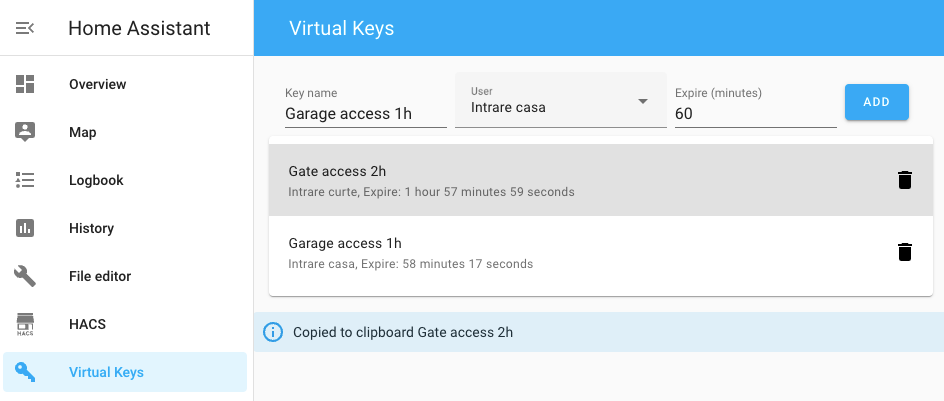 Home Assistant
Virtual Keys
Overview
Map
Logbook
History
File editor
HACS
HACS
Virtual Keys
Key name
Garage access 1h
User
Intrare casa
Expire (minutes)
60
ADD
Gate access 2h
Intrare curte, Expire: 1 hour 57 minutes 59 seconds
Garage access 1h
Intrare casa, Expire: 58 minutes 17 seconds
Copied to clipboard Gate access 2h